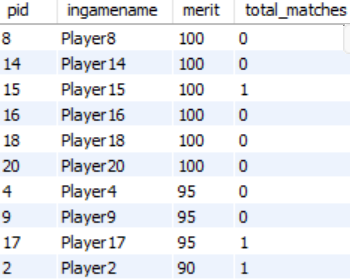 pid ingamename merit total_matches
8 Player8 100 0
14 Player14 100 0
15 Player15 100 1
16 Player16 100 0
18 Player18 100 0
20 Player20 100 0
4 Player4 95 0
9 Player9 95 0
17 Player17 95 1
2 Player2 90 1